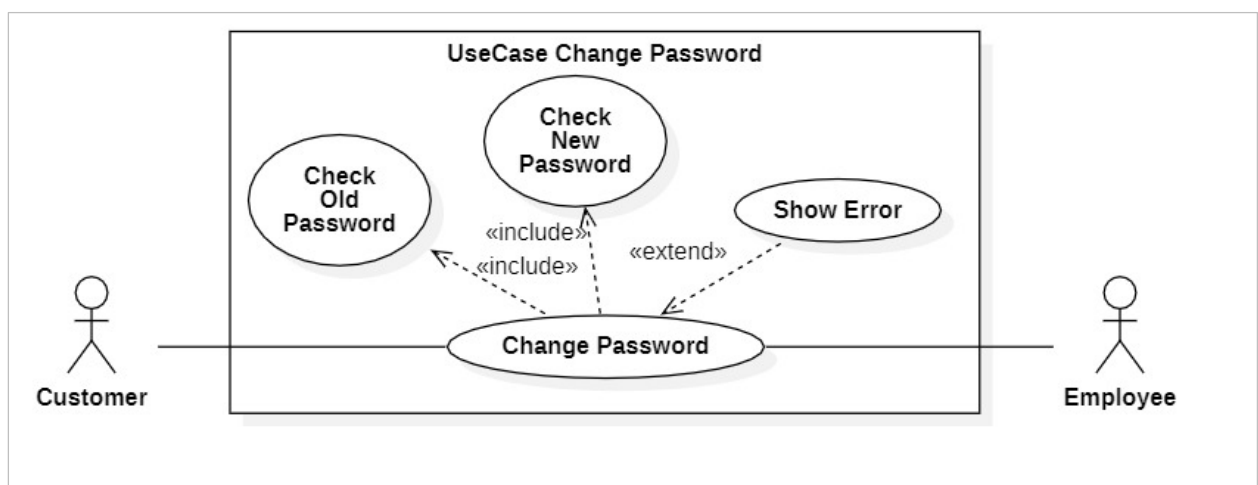 UseCase Change Password
Check
New
Password
Check
Old
Password
Show Error
«include»
«extend»
«include»
Change Password
Customer
Employee